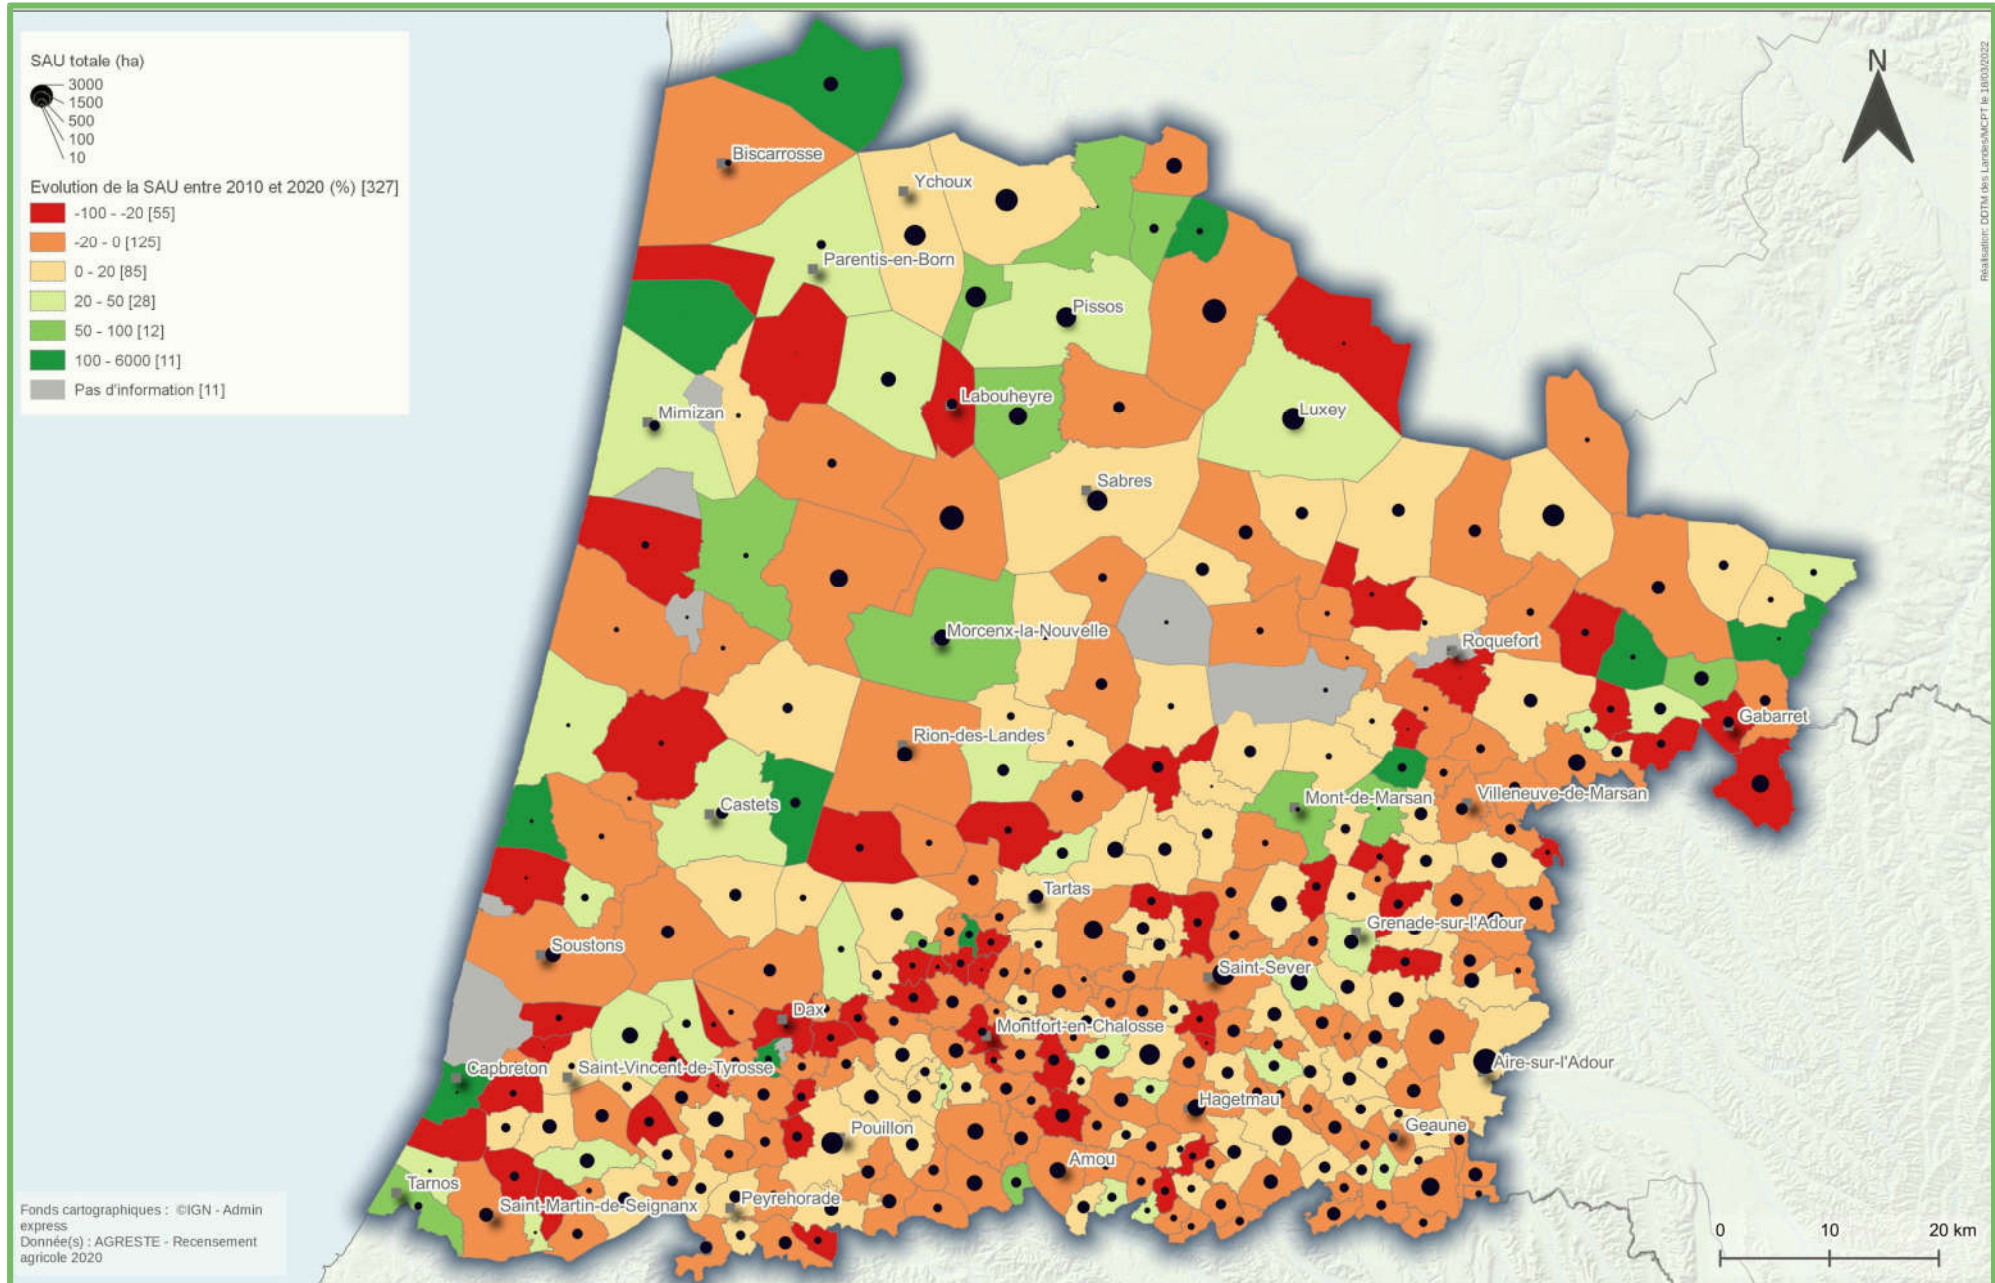 SAU totale (ha)
3000
1500
500
100
10
Evolution de la SAU entre 2010 et 2020 (%) [327]
-100 - -20 [55]
-20 - 0 [125]
0 - 20 [85]
20 - 50 [28]
50 - 100 [12]
100 - 6000 [11]
Pas d'information [11]
N
Réalisation: DDTM des Landes/MCPT le 18/03/2022
Biscarrosse
Ychoux
Parentis-en-Born
Pissos
Labouheyre
Mimizan
Luxey
Sabres
Morcenx-la-Nouvelle
Roquefort
Gabarret
Rion-des-Landes
Castets
Mont-de-Marsan
Villeneuve-de-Marsan
Tartas
Grenade-sur-l'Adour
Soustons
Saint-Sever
Dax
Montfort-en-Chalosse
Capbreton
Saint-Vincent-de-Tyrosse
Aire-sur-l'Adour
Hagetmau
Pouillon
Geaune
Amou
Tarnos
Saint-Martin-de-Seignanx
Peyrehorade
Fonds cartographiques : ©IGN - Admin
express
Donnée(s) : AGRESTE - Recensement
agricole 2020
0 10 20 km